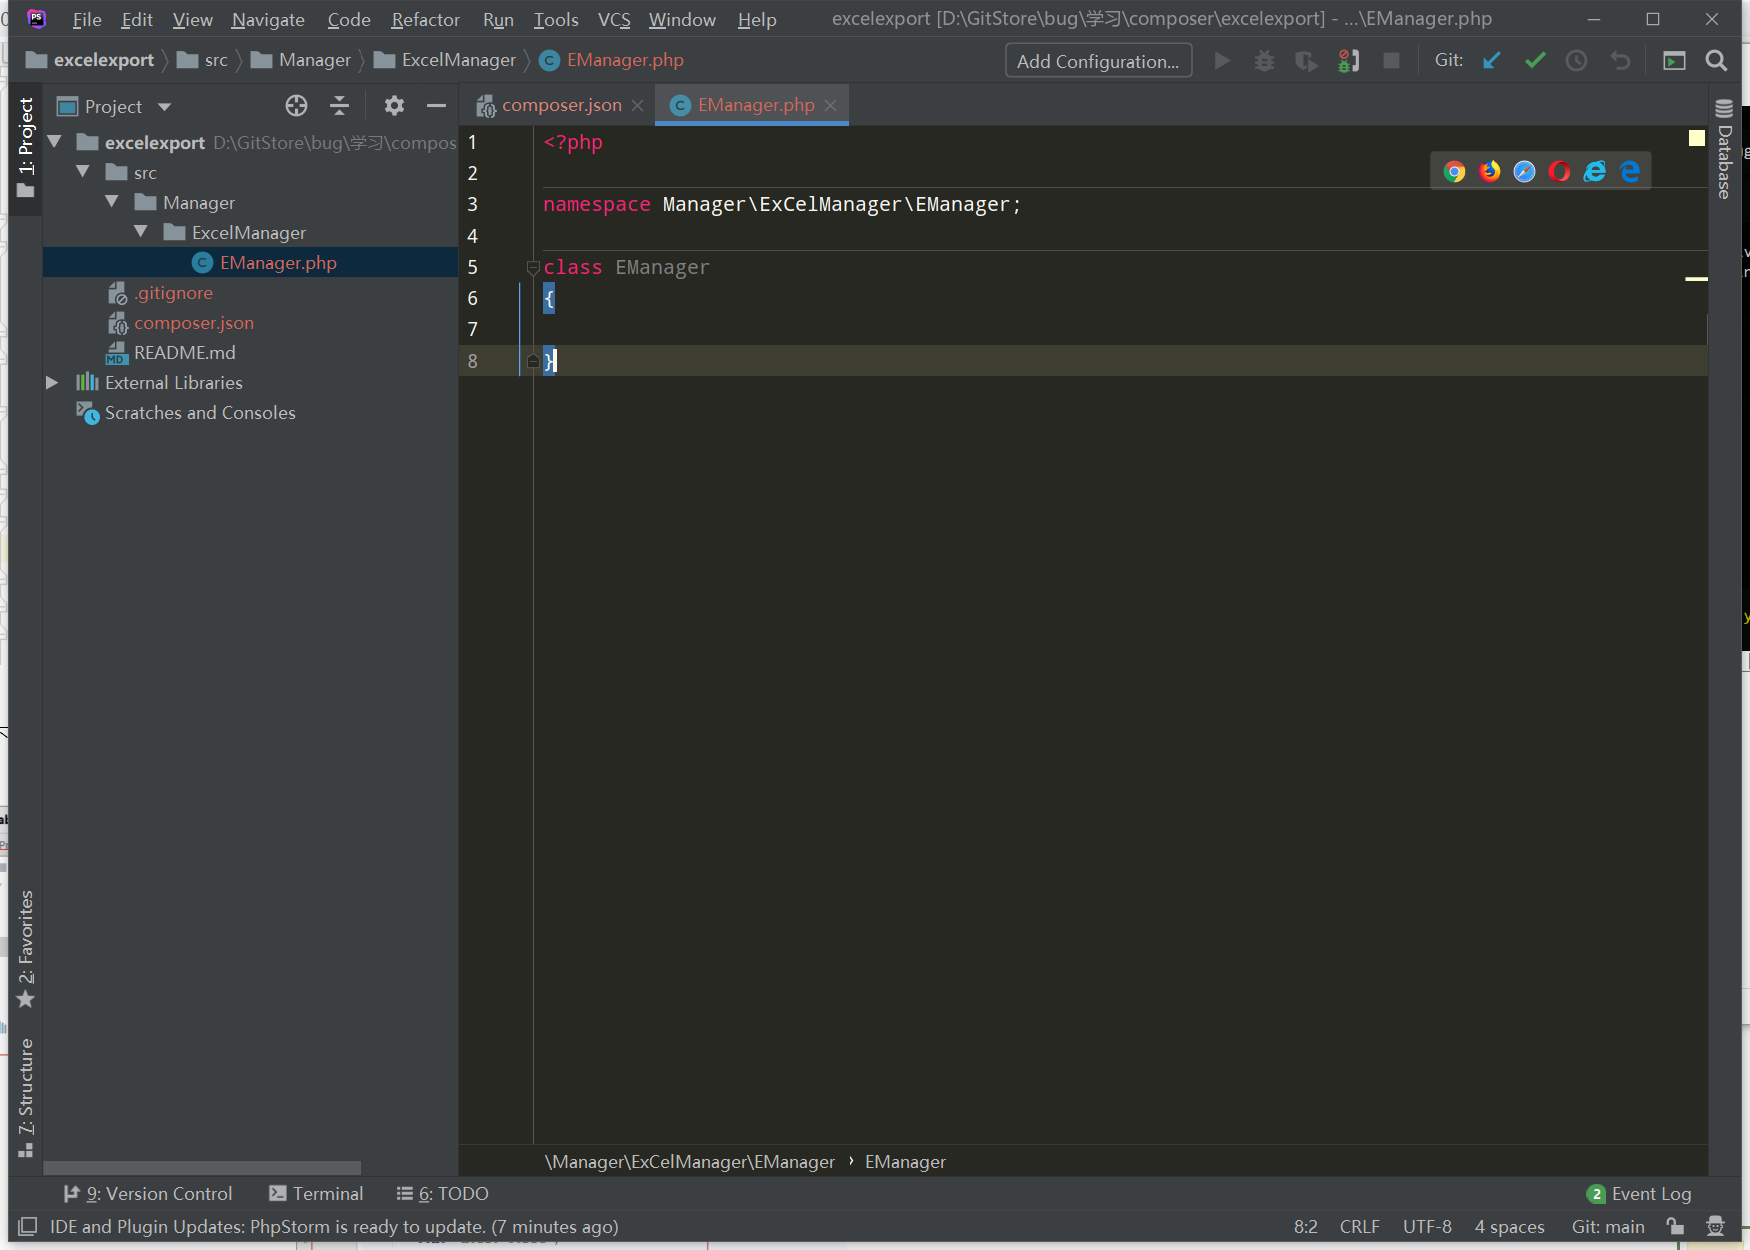 File Edit View Navigate Code Refactor Run Tools VCS Window Help excelexport [D:\GitStore\bug\学习\composer\excelexport] - ...\EManager.php
excelexport src Manager ExcelManager EManager.php Add Configuration... Git:
1: Project
Project
composer.json EManager.php
excelexport D:\GitStore\bug\学习\compos
src
Manager
ExcelManager
EManager.php
.gitignore
composer.json
README.md
External Libraries
Scratches and Consoles
1 <?php
2
3 namespace Manager\ExCelManager\EManager;
4
5 class EManager
6 {
7
8 }
Database
2: Favorites
7: Structure
\Manager\ExCelManager\EManager › EManager
9: Version Control Terminal 6: TODO 2 Event Log
IDE and Plugin Updates: PhpStorm is ready to update. (7 minutes ago) 8:2 CRLF UTF-8 4 spaces Git: main